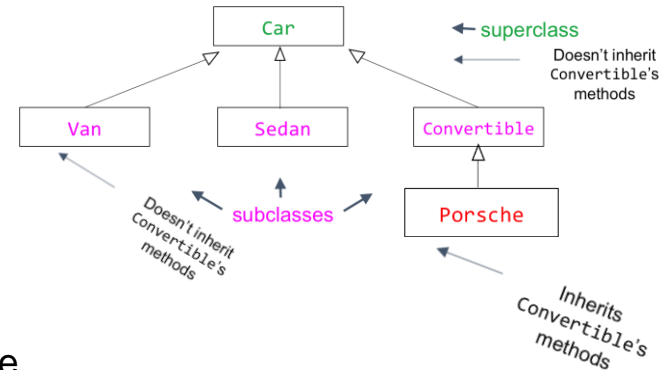 Car
superclass
Doesn't inherit
Convertible's
methods
Van
Sedan
Convertible
Porsche
subclasses
Doesn't inherit
Convertible's
methods
Inherits
Convertible's
methods